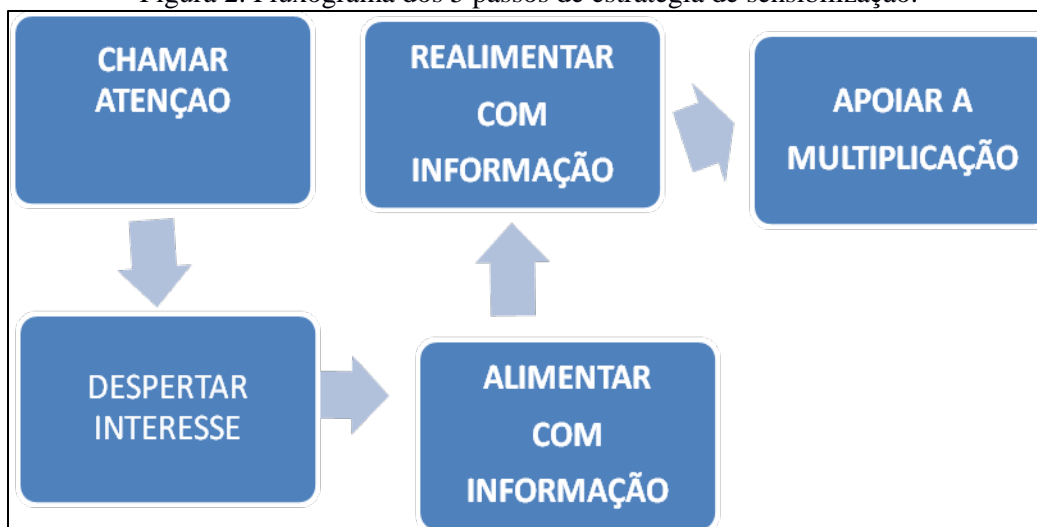 Figura 2. Fluxograma dos passos de estratégia de sensibilização.
CHAMAR
ATENÇAO
DESPERTAR
INTERESSE
ALIMENTAR
COM
INFORMAÇÃO
REALIMENTAR
COM
INFORMAÇÃO
APOIAR A
MULTIPLICAÇÃO